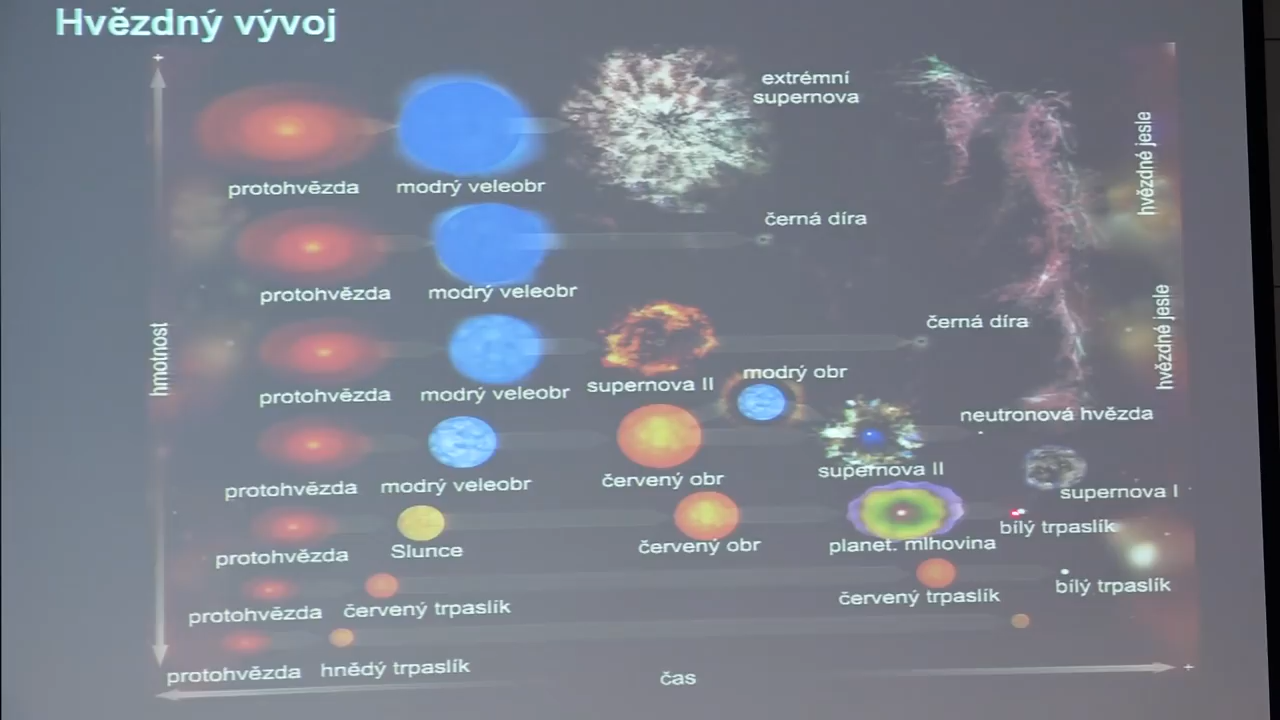 Hvězdný vývoj
+
extrémní
supernova
protohvězda
modrý veleobr
hvězdné jesle
černá díra
protohvězda
modrý veleobr
hmotnost
hvězdné jesle
černá díra
protohvězda
modrý veleobr
supernova II
modrý obr
neutronová hvězda
protohvězda
modrý veleobr
červený obr
supernova II
supernova I
protohvězda
Slunce
červený obr
planet. mlhovina
bílý trpaslík
protohvězda
červený trpaslík
červený trpaslík
bílý trpaslík
protohvězda
hnědý trpaslík
čas
+